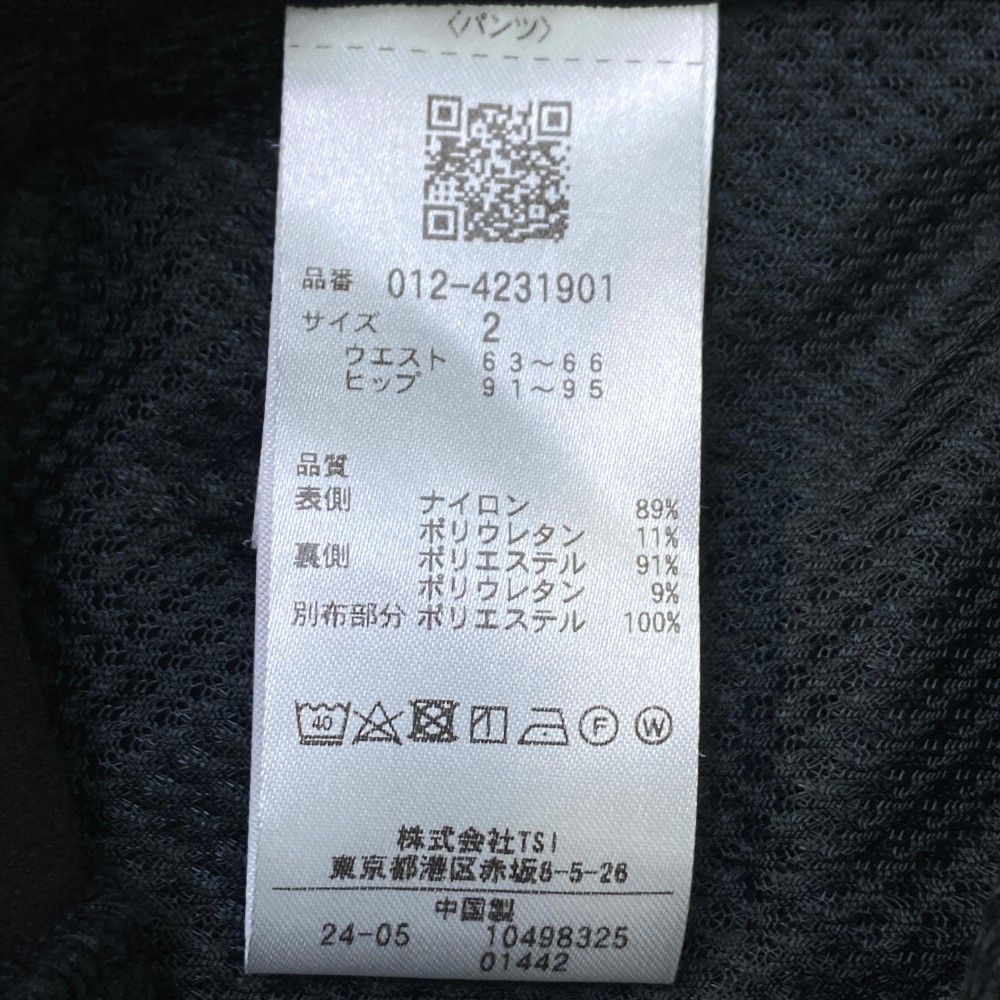 〈パンツ〉
品番 012-4231901
サイズ 2
ウエスト 63～66
ヒップ 91～95
品質
表側 ナイロン 89%
ポリウレタン 11%
裏側 ポリエステル 91%
ポリウレタン 9%
別布部分 ポリエステル 100%
40 F W
株式会社TSI
東京都港区赤坂8-5-26
中国製
24-05 10498325
01442